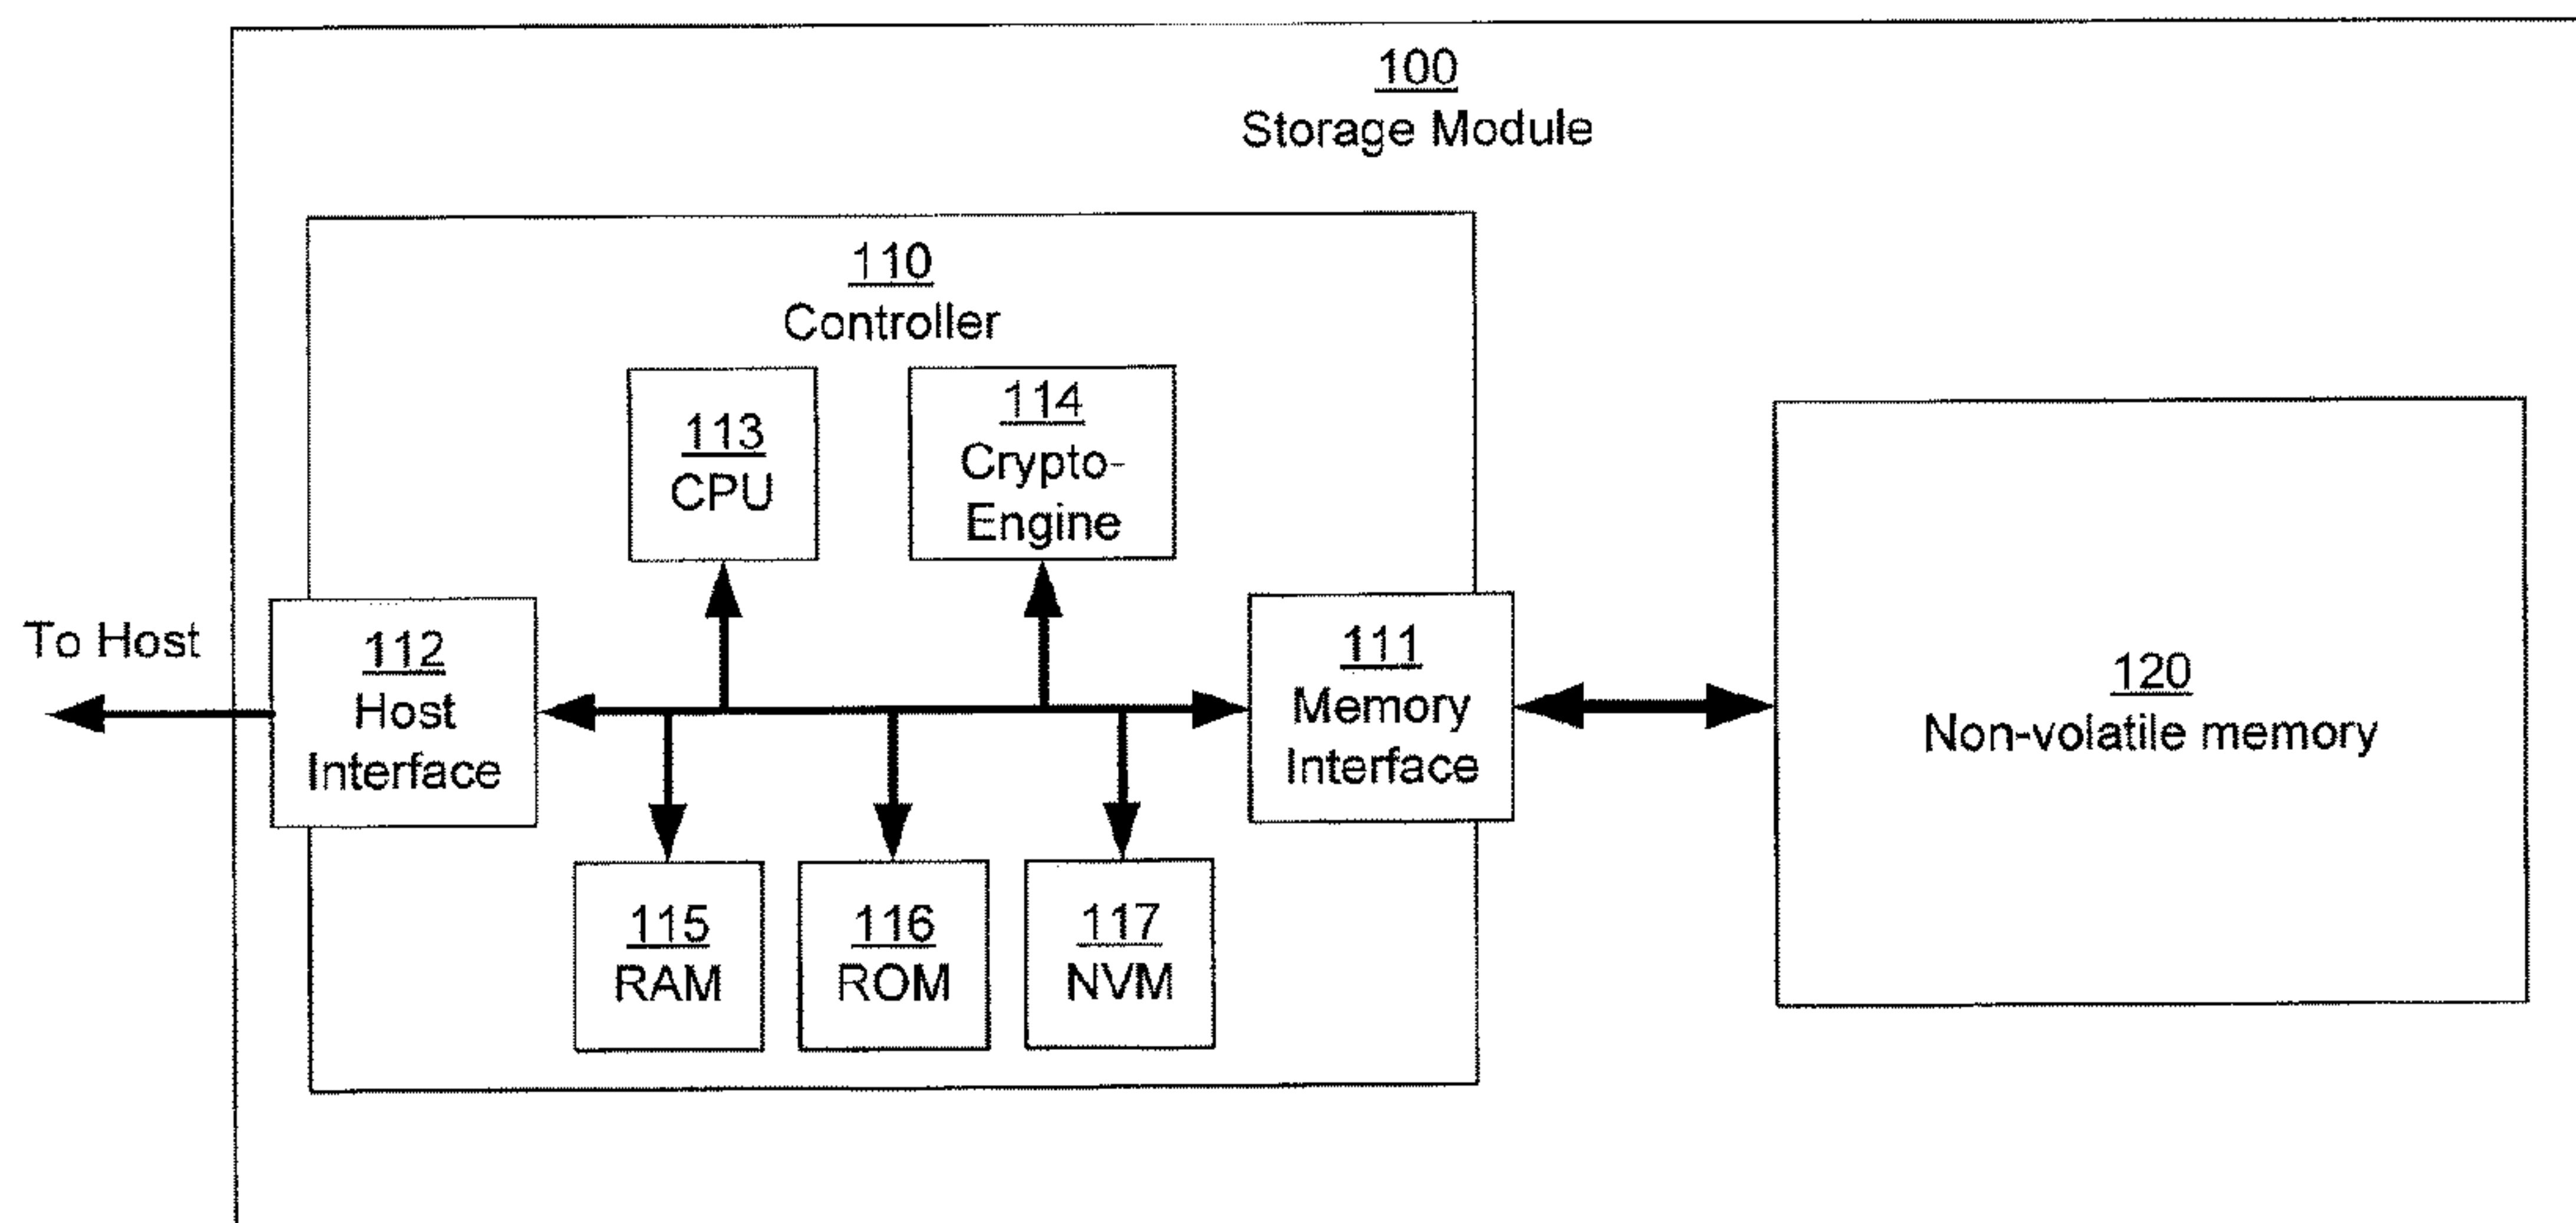 100
Storage Module
110
Controller
113
CPU
114
Crypto-
Engine
To Host
112
Host
Interface
111
Memory
Interface
120
Non-volatile memory
115
RAM
116
ROM
117
NVM